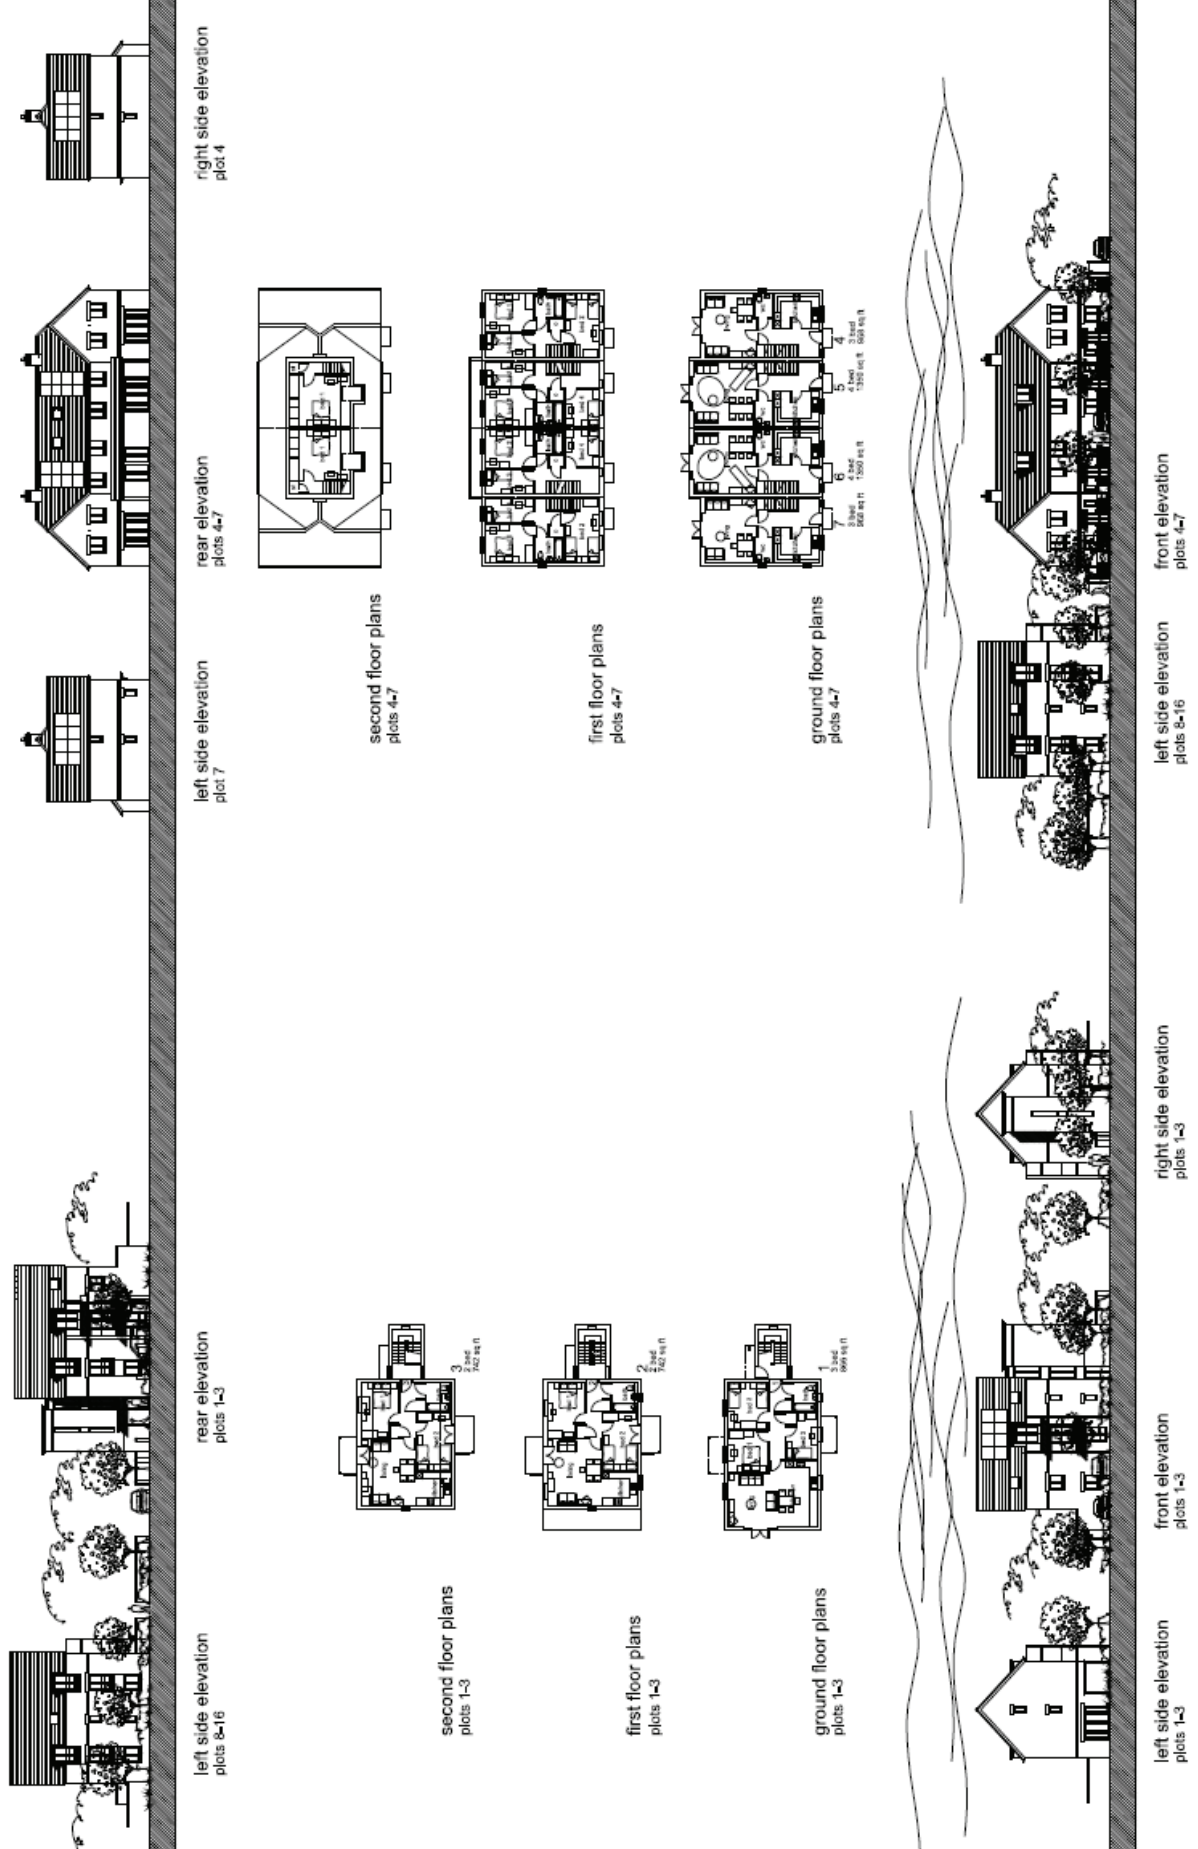 left side elevation
plots 8-16
rear elevation
plots 1-3
left side elevation
plot 7
rear elevation
plots 4-7
right side elevation
plot 4
second floor plans
plots 1-3
3
2 bed
742 sq ft
second floor plans
plots 4-7
first floor plans
plots 1-3
2
2 bed
742 sq ft
first floor plans
plots 4-7
ground floor plans
plots 1-3
1
3 bed
ground floor plans
plots 4-7
7
3 bed
6
4 bed
1350 sq ft
5
4 bed
1350 sq ft
4
3 bed
left side elevation
plots 1-3
front elevation
plots 1-3
right side elevation
plots 1-3
left side elevation
plots 8-16
front elevation
plots 4-7